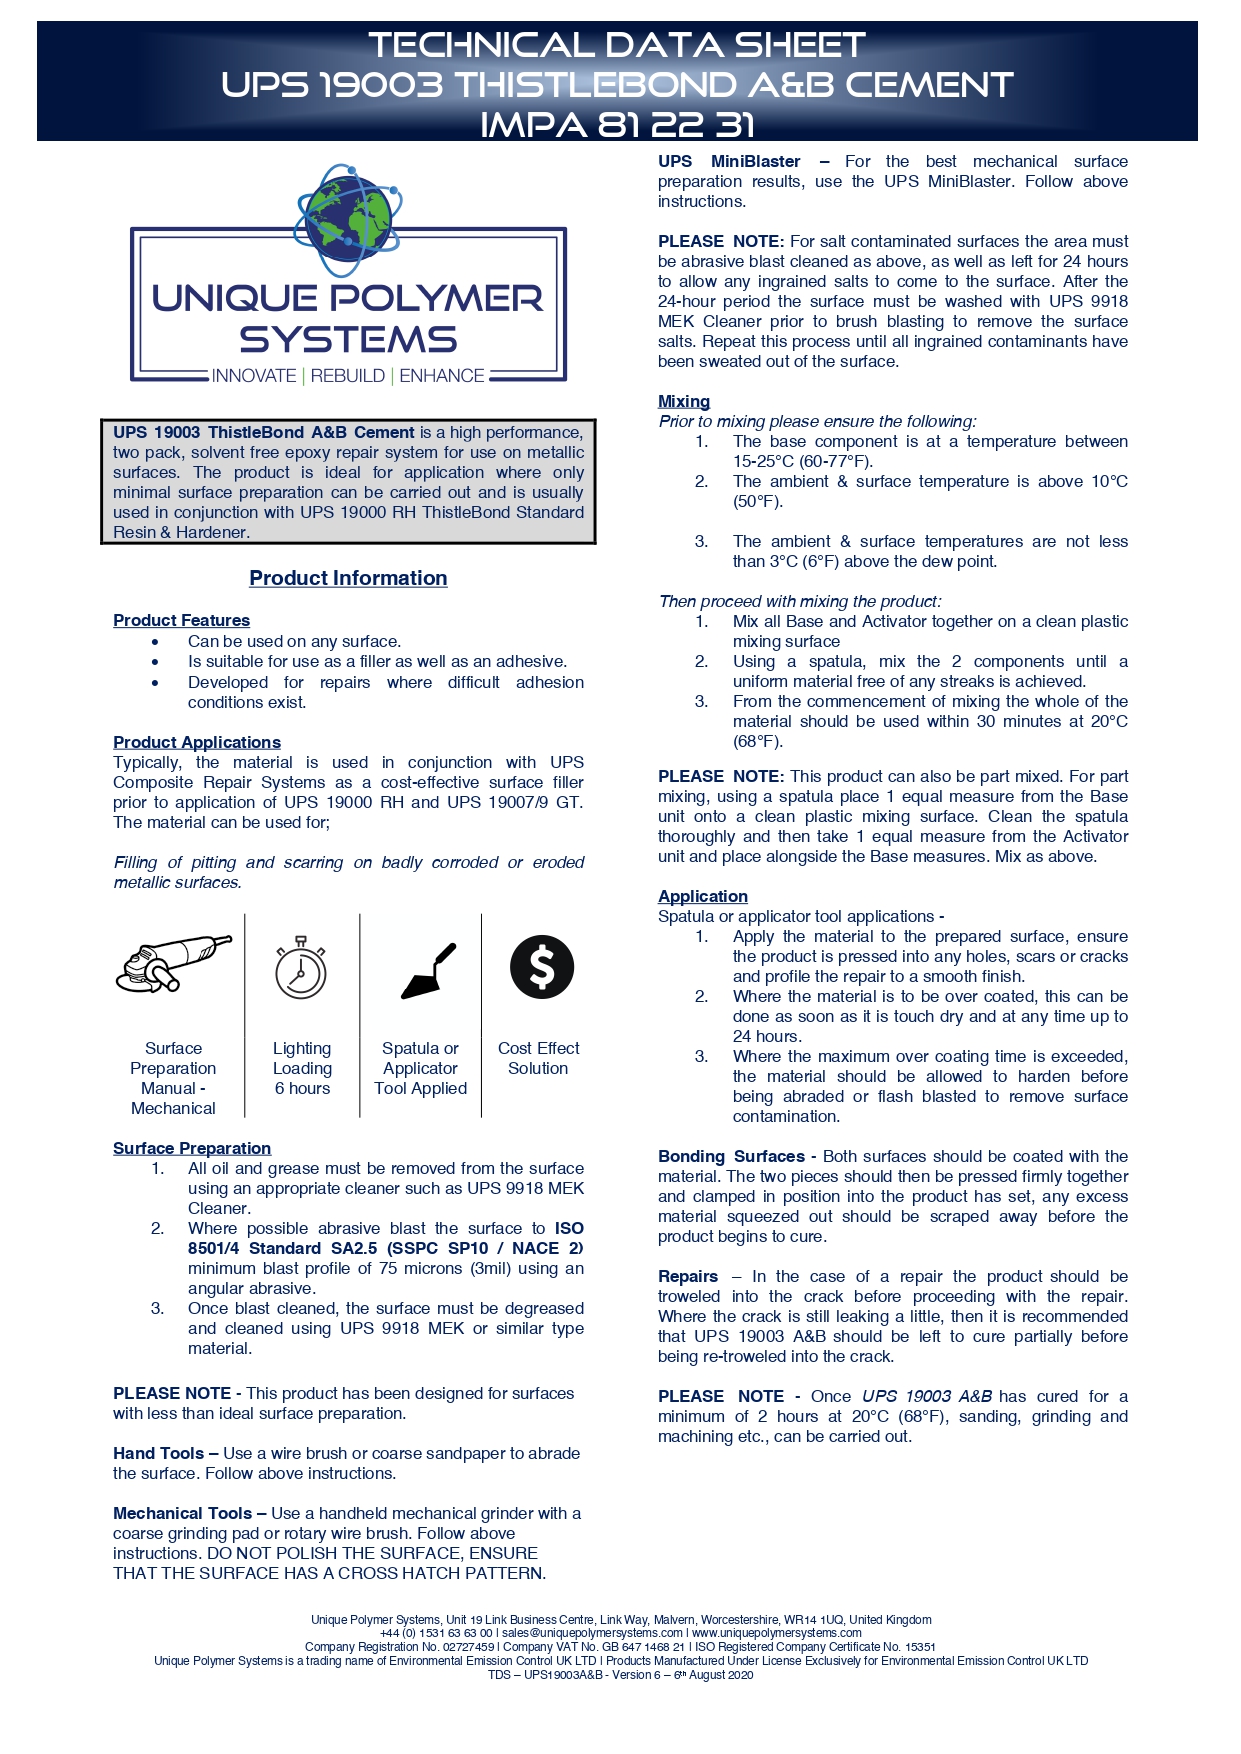 TECHNICAL DATA SHEET
UPS 19003 THISTLEBOND A&B CEMENT
IMPA 81 22 31
UNIQUE POLYMER
SYSTEMS
INNOVATE | REBUILD | ENHANCE
UPS 19003 ThistleBond A&B Cement is a high performance,
two pack, solvent free epoxy repair system for use on metallic
surfaces. The product is ideal for application where only
minimal surface preparation can be carried out and is usually
used in conjunction with UPS 19000 RH ThistleBond Standard
Resin & Hardener.
Product Information
Product Features
• Can be used on any surface.
• Is suitable for use as a filler as well as an adhesive.
• Developed for repairs where difficult adhesion
conditions exist.
Product Applications
Typically, the material is used in conjunction with UPS
Composite Repair Systems as a cost-effective surface filler
prior to application of UPS 19000 RH and UPS 19007/9 GT.
The material can be used for;
Filling of pitting and scarring on badly corroded or eroded
metallic surfaces.
Surface
Preparation
Manual -
Mechanical
Lighting
Loading
6 hours
Spatula or
Applicator
Tool Applied
$
Cost Effect
Solution
Surface Preparation
1. All oil and grease must be removed from the surface
using an appropriate cleaner such as UPS 9918 MEK
Cleaner.
2. Where possible abrasive blast the surface to ISO
8501/4 Standard SA2.5 (SSPC SP10 / NACE 2)
minimum blast profile of 75 microns (3mil) using an
angular abrasive.
3. Once blast cleaned, the surface must be degreased
and cleaned using UPS 9918 MEK or similar type
material.
PLEASE NOTE - This product has been designed for surfaces
with less than ideal surface preparation.
Hand Tools – Use a wire brush or coarse sandpaper to abrade
the surface. Follow above instructions.
Mechanical Tools – Use a handheld mechanical grinder with a
coarse grinding pad or rotary wire brush. Follow above
instructions. DO NOT POLISH THE SURFACE, ENSURE
THAT THE SURFACE HAS A CROSS HATCH PATTERN.
UPS MiniBlaster – For the best mechanical surface
preparation results, use the UPS MiniBlaster. Follow above
instructions.
PLEASE NOTE: For salt contaminated surfaces the area must
be abrasive blast cleaned as above, as well as left for 24 hours
to allow any ingrained salts to come to the surface. After the
24-hour period the surface must be washed with UPS 9918
MEK Cleaner prior to brush blasting to remove the surface
salts. Repeat this process until all ingrained contaminants have
been sweated out of the surface.
Mixing
Prior to mixing please ensure the following:
1. The base component is at a temperature between
15-25°C (60-77°F).
2. The ambient & surface temperature is above 10°C
(50°F).
3. The ambient & surface temperatures are not less
than 3°C (6°F) above the dew point.
Then proceed with mixing the product:
1. Mix all Base and Activator together on a clean plastic
mixing surface
2. Using a spatula, mix the 2 components until a
uniform material free of any streaks is achieved.
3. From the commencement of mixing the whole of the
material should be used within 30 minutes at 20°C
(68°F).
PLEASE NOTE: This product can also be part mixed. For part
mixing, using a spatula place 1 equal measure from the Base
unit onto a clean plastic mixing surface. Clean the spatula
thoroughly and then take 1 equal measure from the Activator
unit and place alongside the Base measures. Mix as above.
Application
Spatula or applicator tool applications -
1. Apply the material to the prepared surface, ensure
the product is pressed into any holes, scars or cracks
and profile the repair to a smooth finish.
2. Where the material is to be over coated, this can be
done as soon as it is touch dry and at any time up to
24 hours.
3. Where the maximum over coating time is exceeded,
the material should be allowed to harden before
being abraded or flash blasted to remove surface
contamination.
Bonding Surfaces - Both surfaces should be coated with the
material. The two pieces should then be pressed firmly together
and clamped in position into the product has set, any excess
material squeezed out should be scraped away before the
product begins to cure.
Repairs – In the case of a repair the product should be
troweled into the crack before proceeding with the repair.
Where the crack is still leaking a little, then it is recommended
that UPS 19003 A&B should be left to cure partially before
being re-troweled into the crack.
PLEASE NOTE - Once UPS 19003 A&B has cured for a
minimum of 2 hours at 20°C (68°F), sanding, grinding and
machining etc., can be carried out.
Unique Polymer Systems, Unit 19 Link Business Centre, Link Way, Malvern, Worcestershire, WR14 1UQ, United Kingdom
+44 (0) 1531 63 63 00 | sales@uniquepolymersystems.com | www.uniquepolymersystems.com
Company Registration No. 02727459 | Company VAT No. GB 647 1468 21 | ISO Registered Company Certificate No. 15351
Unique Polymer Systems is a trading name of Environmental Emission Control UK LTD | Products Manufactured Under License Exclusively for Environmental Emission Control UK LTD
TDS – UPS19003A&B - Version 6 – 6th August 2020